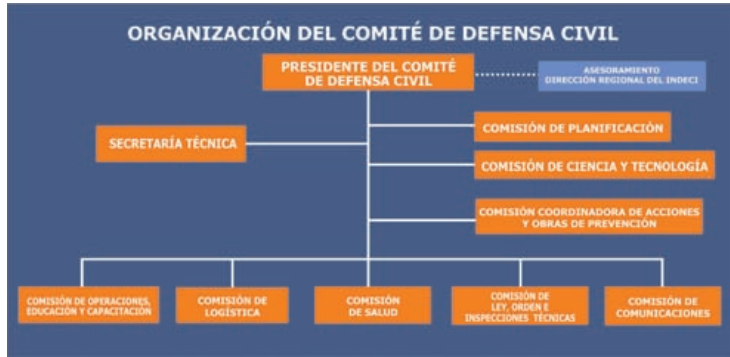 ORGANIZACIÓN DEL COMITÉ DE DEFENSA CIVIL
PRESIDENTE DEL COMITÉ
DE DEFENSA CIVIL
ASESORAMIENTO
DIRECCIÓN REGIONAL DEL INDECI
SECRETARÍA TÉCNICA
COMISIÓN DE PLANIFICACIÓN
COMISIÓN DE CIENCIA Y TECNOLOGÍA
COMISIÓN COORDINADORA DE ACCIONES
Y OBRAS DE PREVENCIÓN
COMISIÓN DE OPERACIONES,
EDUCACIÓN Y CAPACITACIÓN
COMISIÓN DE
LOGÍSTICA
COMISIÓN
DE SALUD
COMISIÓN DE
LEY, ORDEN E
INSPECCIONES TÉCNICAS
COMISIÓN DE
COMUNICACIONES